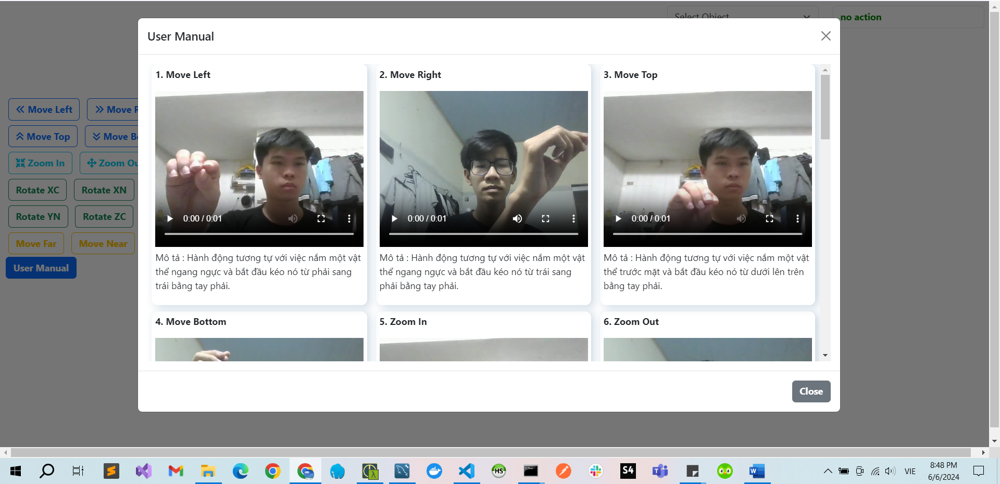 Select Object
no action
User Manual
1. Move Left
2. Move Right
3. Move Top
0:00 / 0:01
0:00 / 0:01
0:00 / 0:01
Mô tả : Hành động tương tự với việc nắm một vật
thể ngang ngực và bắt đầu kéo nó từ phải sang
trái bằng tay phải.
Mô tả : Hành động tương tự với việc nắm một vật
thể ngang ngực và bắt đầu kéo nó từ trái sang
phải bằng tay phải.
Mô tả : Hành động tương tự với việc nắm một vật
thể trước mặt và bắt đầu kéo nó từ dưới lên trên
bằng tay phải.
4. Move Bottom
5. Zoom In
6. Zoom Out
Close
Move Left
Move R
Move Top
Move Bo
Zoom In
Zoom Ou
Rotate XC
Rotate XN
Rotate YN
Rotate ZC
Move Far
Move Near
User Manual
HS
S4
VIE
8:48 PM
6/6/2024